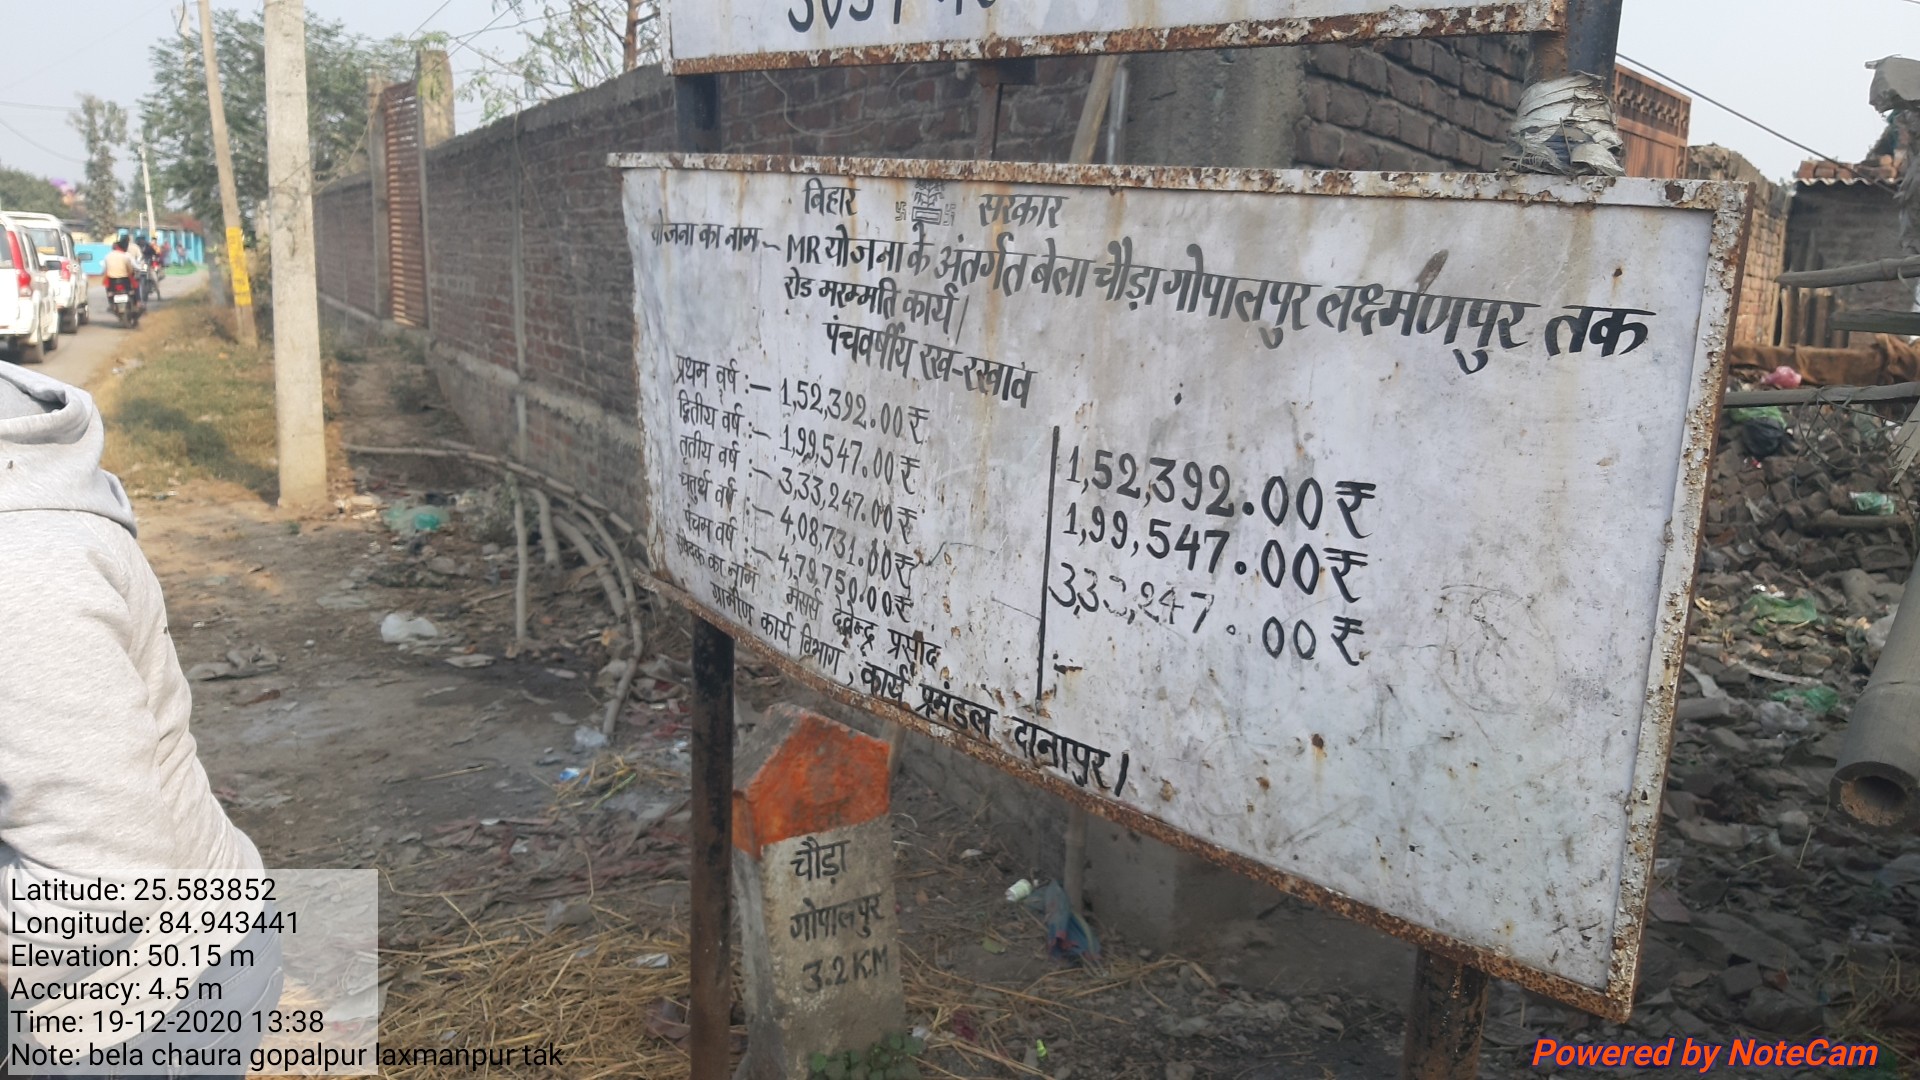 बिहार सरकार
योजना का नाम - MR योजना के अंतर्गत बेला चौड़ा गोपालपुर लक्ष्मणपुर तक
रोड मरम्मति कार्य।
पंचवर्षीय रख-रखाव
प्रथम वर्ष :- 1,52,392.00₹
द्वितीय वर्ष :- 1,99,547.00₹
तृतीय वर्ष :- 3,33,247.00₹
चतुर्थ वर्ष :- 4,08,731.00₹
पंचम वर्ष :- 4,79,750.00₹
का नाम मेसर्स देवेन्द्र प्रसाद
ग्रामीण कार्य विभाग, कार्य प्रमंडल दानापुर।
1,52,392.00₹
1,99,547.00₹
3,33,247.00₹
चौड़ा
गोपालपुर
3.2 K.M
Latitude: 25.583852
Longitude: 84.943441
Elevation: 50.15 m
Accuracy: 4.5 m
Time: 19-12-2020 13:38
Note: bela chaura gopalpur laxmanpur tak
Powered by NoteCam